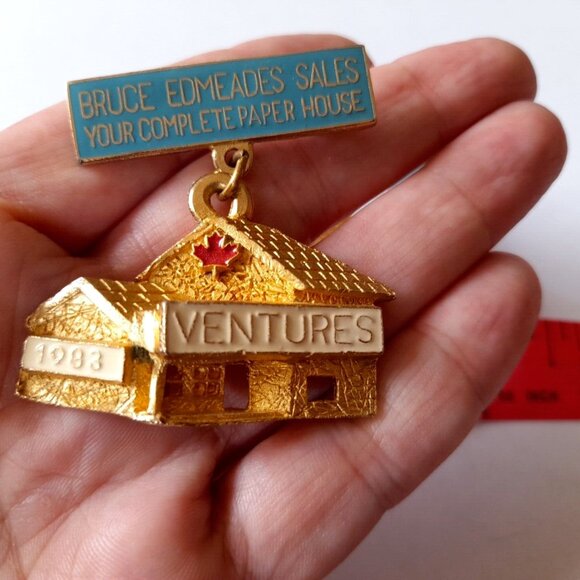 BRUCE EDMEADES SALES
YOUR COMPLETE PAPER HOUSE
VENTURES
1983